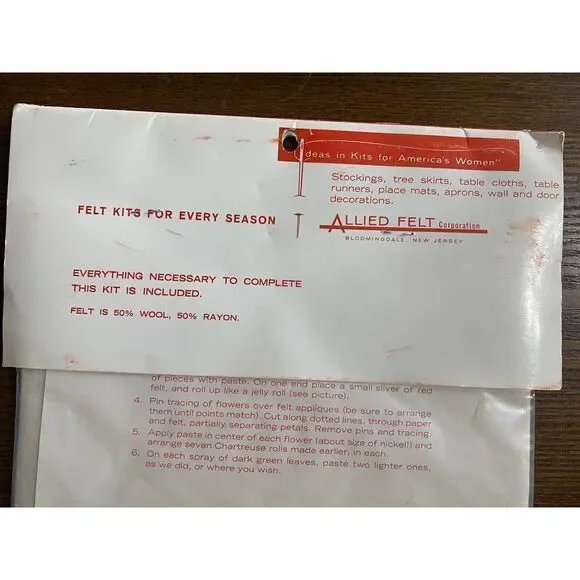 deas in Kits for America's Women"
Stockings, tree skirts, table cloths, table
runners, place mats, aprons, wall and door
decorations.
FELT KITS FOR EVERY SEASON
ALLIED FELT Corporation
BLOOMINGDALE, NEW JERSEY
EVERYTHING NECESSARY TO COMPLETE
THIS KIT IS INCLUDED.
FELT IS 50% WOOL, 50% RAYON.
of pieces with paste. On one end place a small sliver of red
felt, and roll up like a jelly roll (see picture).
4. Pin tracing of flowers over felt appliques (be sure to arrange
them until points match). Cut along dotted lines, through paper
and felt, partially separating petals. Remove pins and tracing.
5. Apply paste in center of each flower (about size of nickel!) and
arrange seven Chartreuse rolls made earlier, in each.
6. On each spray of dark green leaves, paste two lighter ones,
as we did, or where you wish.